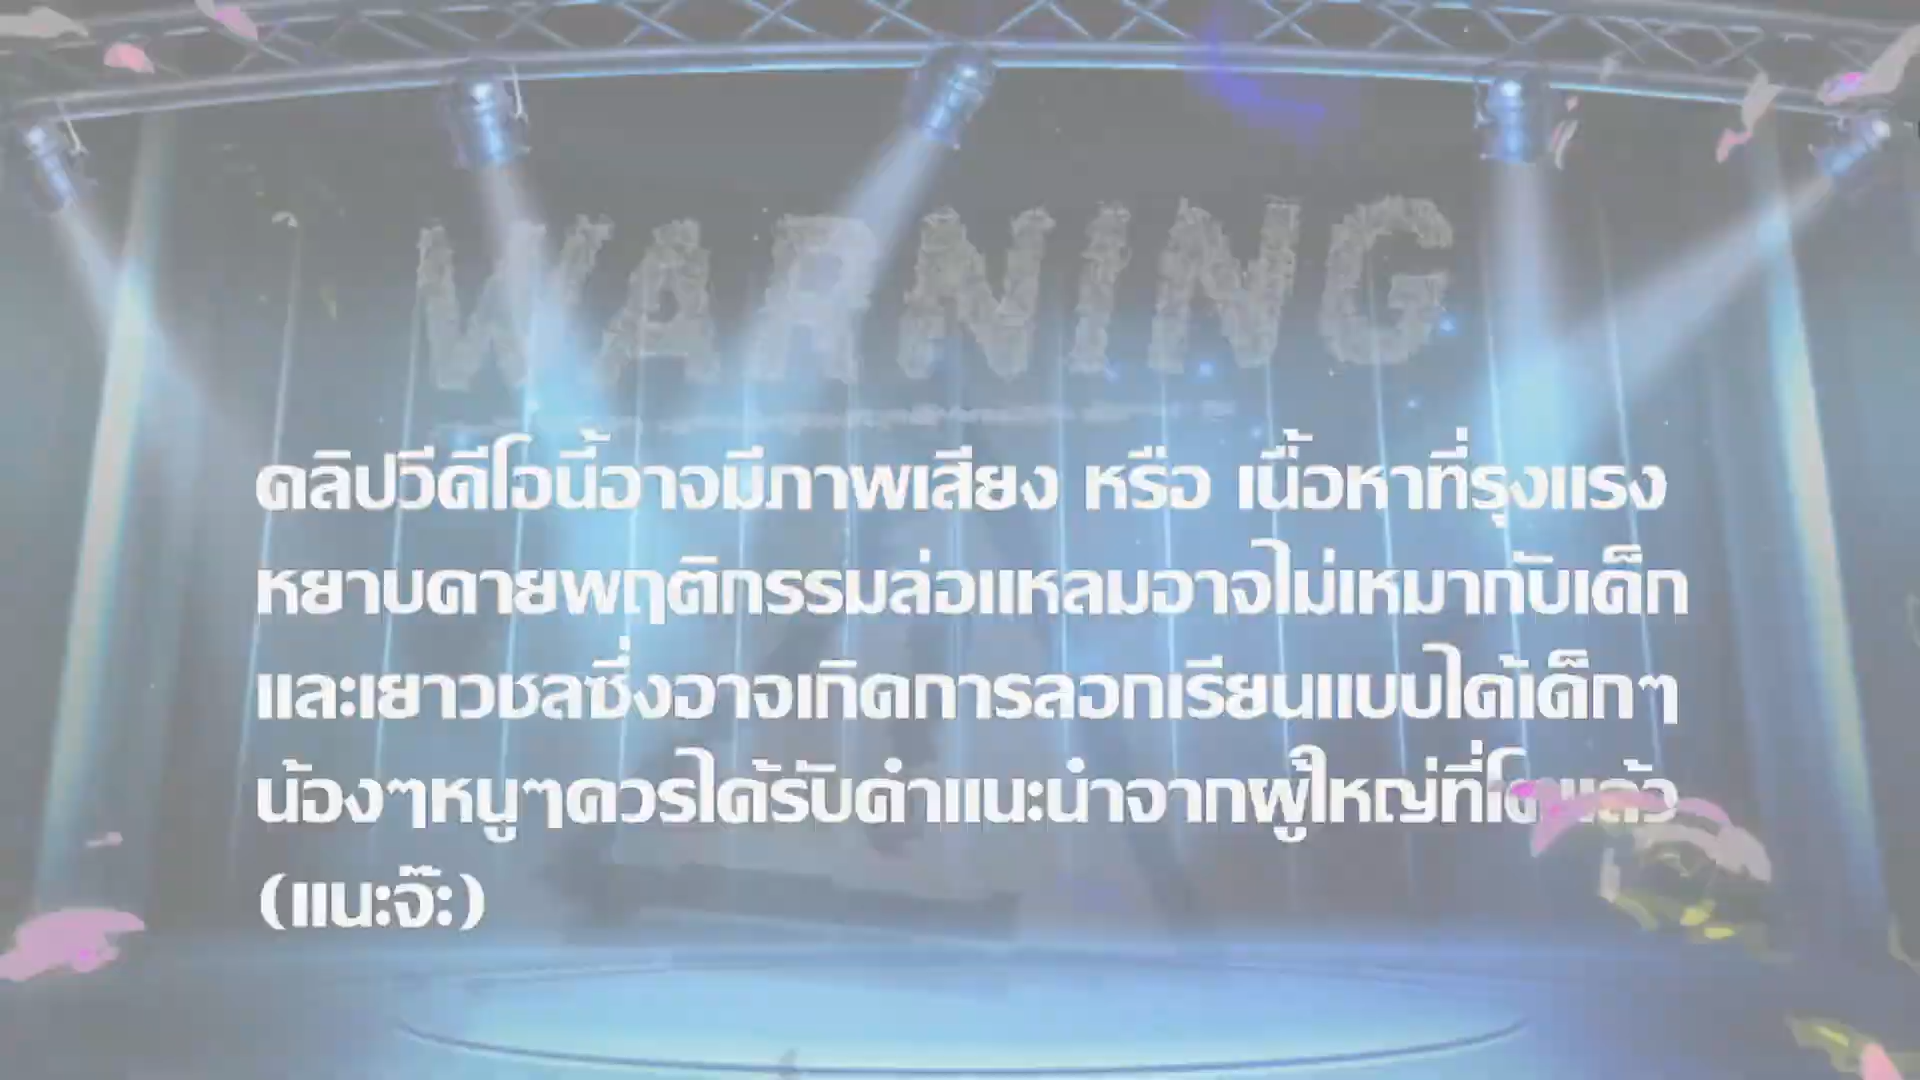 WARNING
คลิปวีดีโอนี้อาจมีภาพเสียง หรือ เนื้อหาที่รุงแรง
หยาบคายพฤติกรรมล่อแหลมอาจไม่เหมากับเด็ก
และเยาวชลซึ่งอาจเกิดการลอกเรียนแบบได้เด็กๆ
น้องๆหนูๆควรได้รับคำแนะนำจากผู้ใหญ่ที่โตแล้ว
(แนะจ๊ะ)